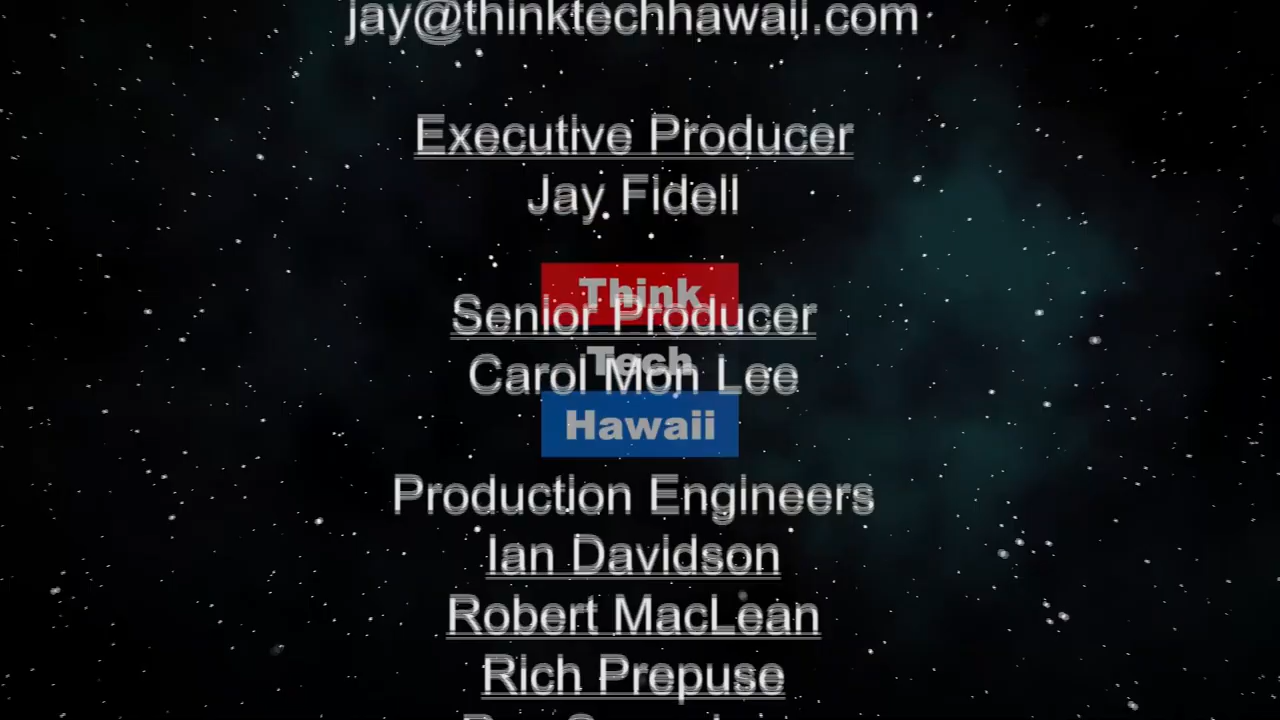 jay@thinktechhawaii.com
Executive Producer
Jay Fidell
Think
Senior Producer
Tech
Carol Mon Lee
Hawaii
Production Engineers
Ian Davidson
Robert MacLean
Rich Prepuse